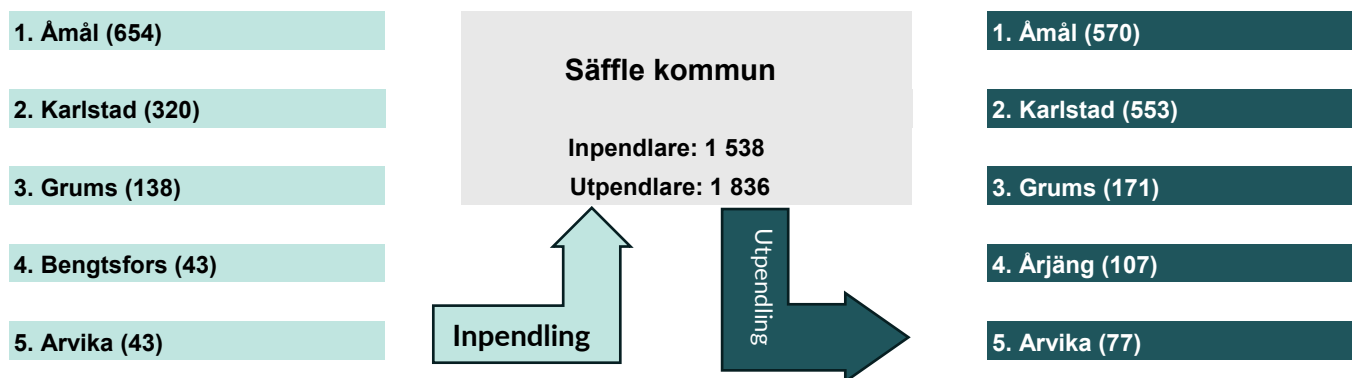 1. Åmål (654)
2. Karlstad (320)
3. Grums (138)
4. Bengtsfors (43)
5. Arvika (43)
Säffle kommun
Inpendlare: 1 538
Utpendlare: 1 836
Inpendling
Utpendling
1. Åmål (570)
2. Karlstad (553)
3. Grums (171)
4. Årjäng (107)
5. Arvika (77)